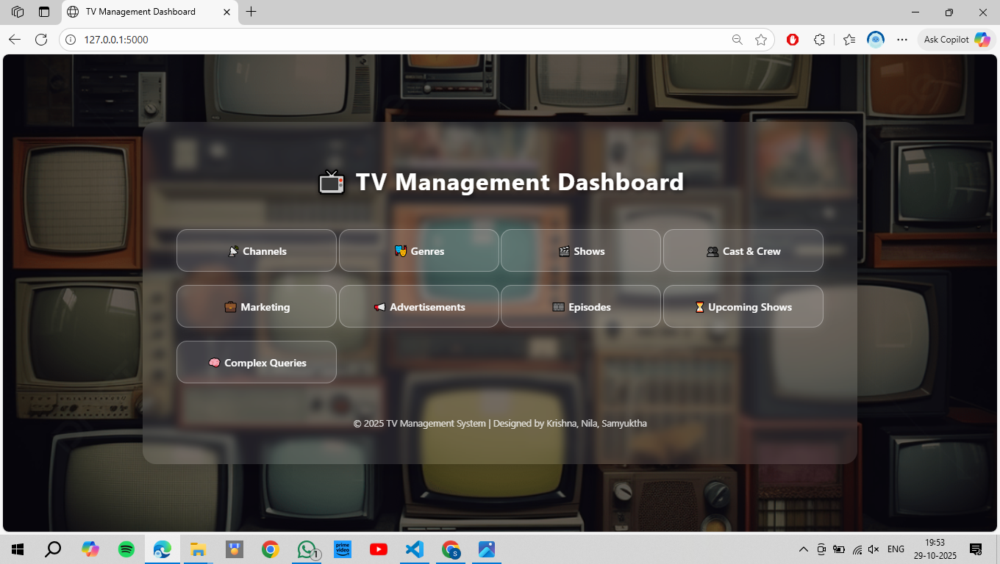 TV Management Dashboard
127.0.0.1:5000
Ask Copilot
TV Management Dashboard
Channels
Genres
Shows
Cast & Crew
Marketing
Advertisements
Episodes
Upcoming Shows
Complex Queries
© 2025 TV Management System | Designed by Krishna, Nila, Samyuktha
prime video
1
S
ENG
19:53
29-10-2025